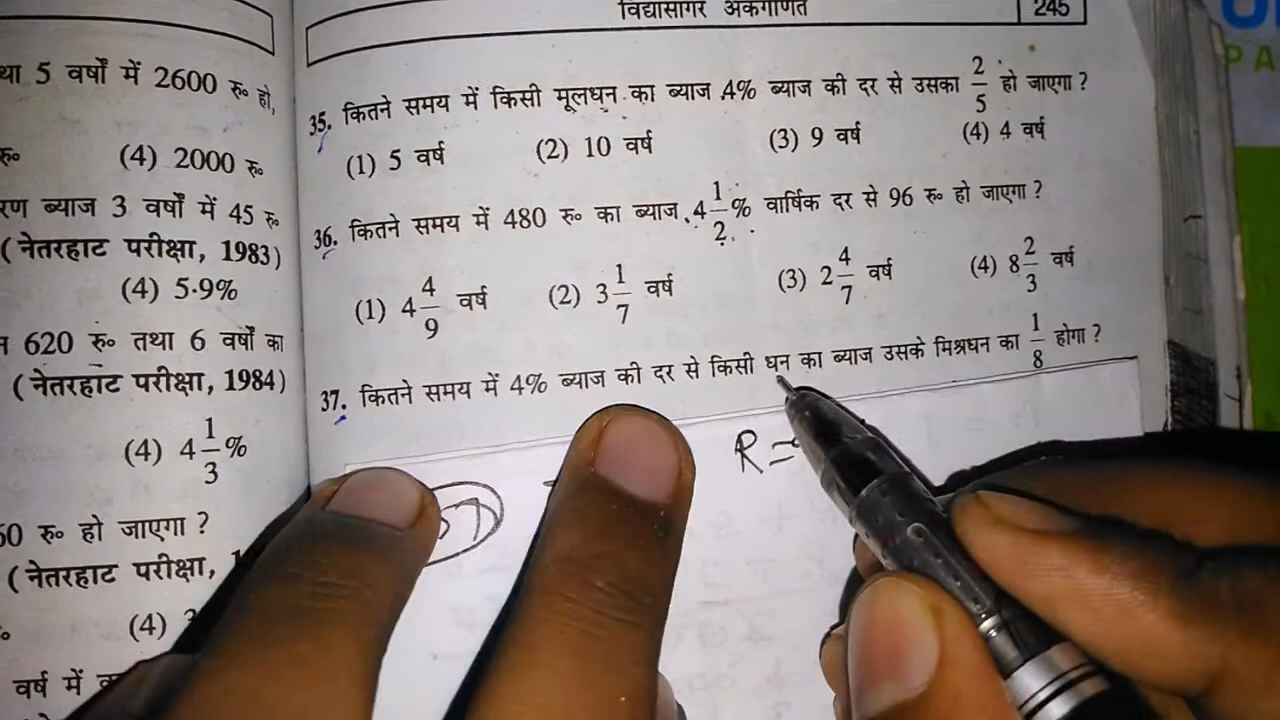 विद्यासागर अंकगणित 245
था 5 वर्षों में 2600 रु० हो,
रु० (4) 2000 रु०
रण ब्याज 3 वर्षों में 45 रु०
(नेतरहाट परीक्षा, 1983)
(4) 5·9%
620 रु० तथा 6 वर्षों का
(नेतरहाट परीक्षा, 1984)
(4) 4 1/3 %
50 रु० हो जाएगा ?
(नेतरहाट परीक्षा, 1
(4)
वर्ष में
35. कितने समय में किसी मूलधन का ब्याज 4% ब्याज की दर से उसका 2/5 हो जाएगा ?
(1) 5 वर्ष (2) 10 वर्ष (3) 9 वर्ष (4) 4 वर्ष
36. कितने समय में 480 रु० का ब्याज 4 1/2 % वार्षिक दर से 96 रु० हो जाएगा ?
(1) 4 4/9 वर्ष (2) 3 1/7 वर्ष (3) 2 4/7 वर्ष (4) 8 2/3 वर्ष
37. कितने समय में 4% ब्याज की दर से किसी धन का ब्याज उसके मिश्रधन का 1/8 होगा ?
R =
37